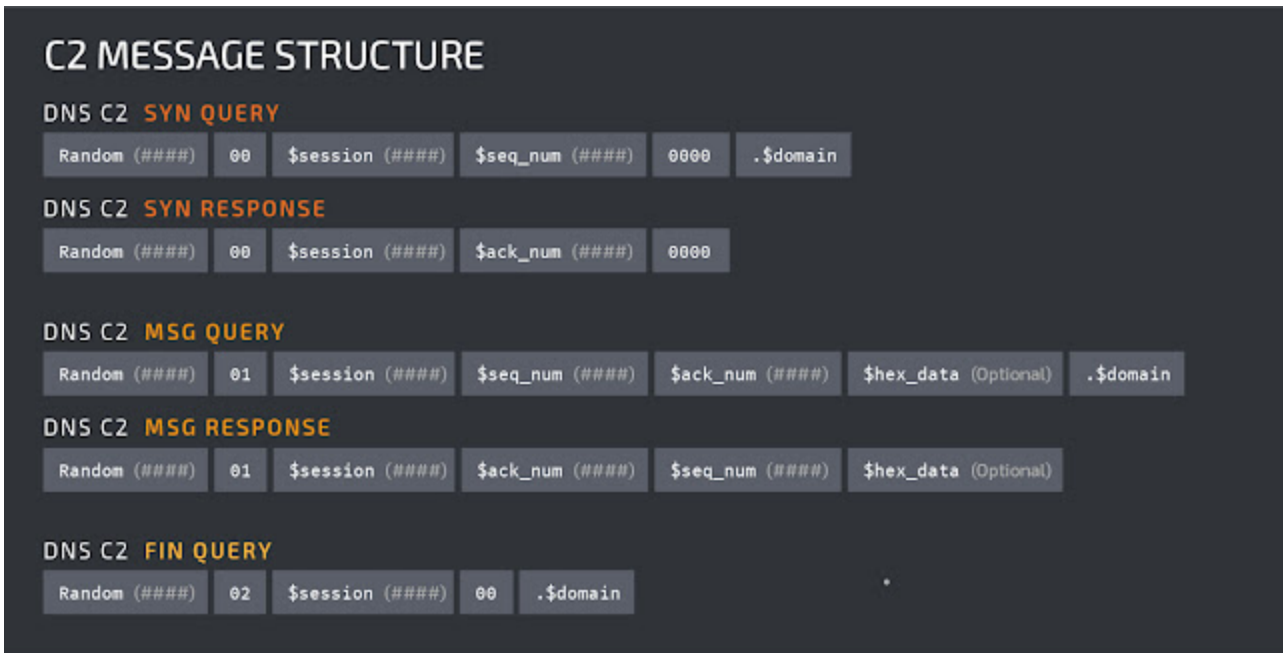 C2 MESSAGE STRUCTURE
DNS C2 SYN QUERY
Random (####) 00 $session (####) $seq_num (####) 0000 .$domain
DNS C2 SYN RESPONSE
Random (####) 00 $session (####) $ack_num (####) 0000
DNS C2 MSG QUERY
Random (####) 01 $session (####) $seq_num (####) $ack_num (####) $hex_data (Optional) .$domain
DNS C2 MSG RESPONSE
Random (####) 01 $session (####) $ack_num (####) $seq_num (####) $hex_data (Optional)
DNS C2 FIN QUERY
Random (####) 02 $session (####) 00 .$domain